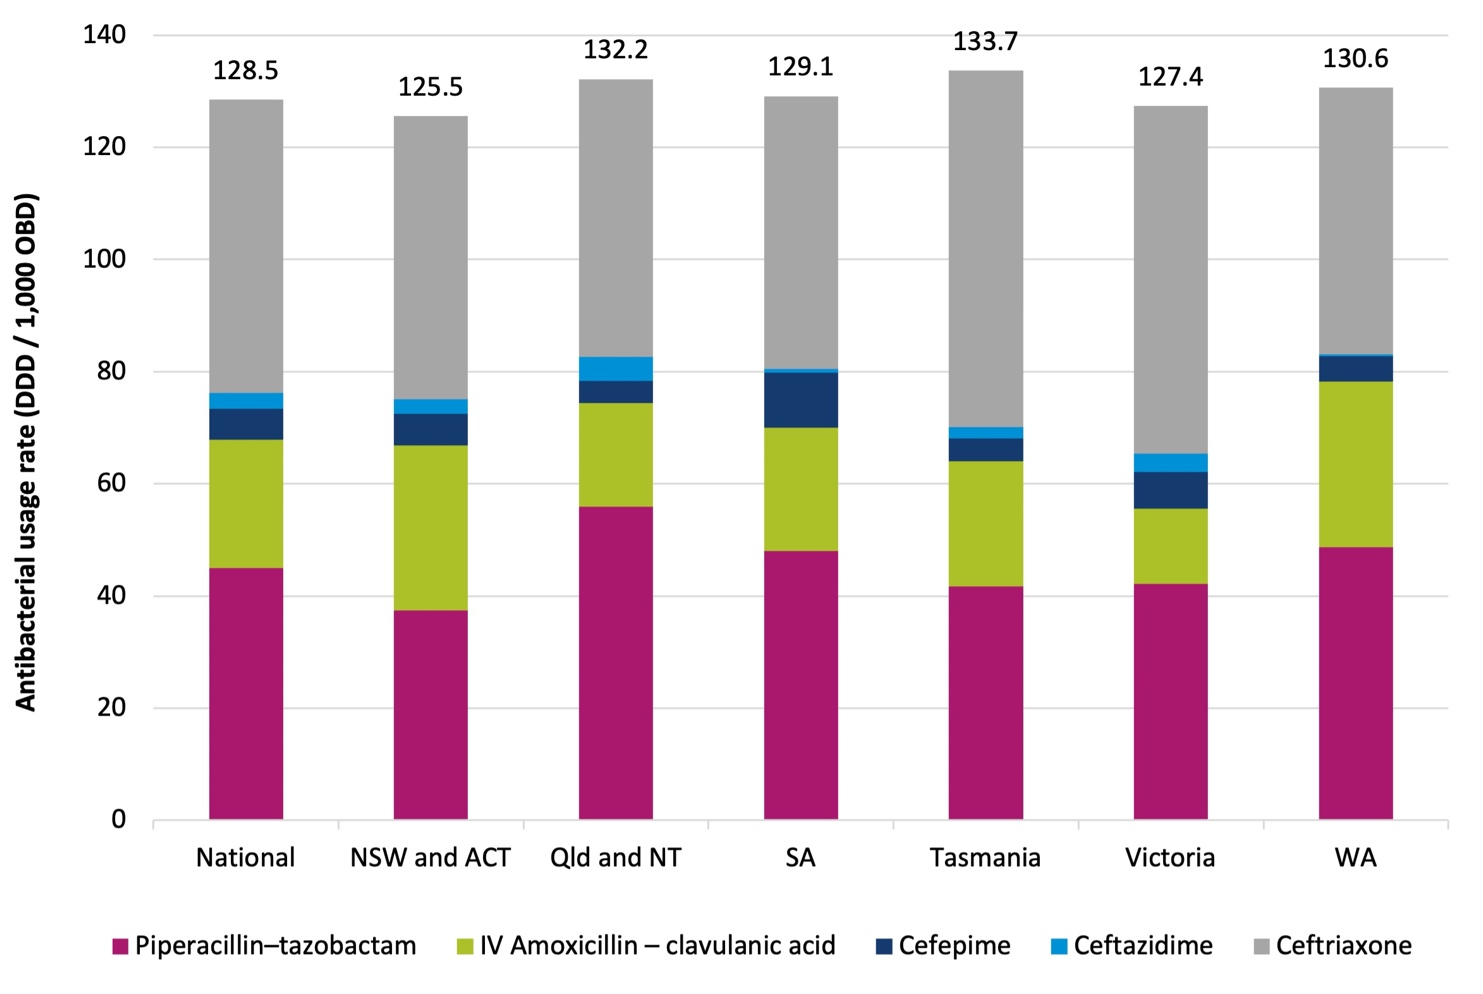 Antibacterial usage rate (DDD / 1,000 OBD)
140
120
100
80
60
40
20
0
128.5
125.5
132.2
129.1
133.7
127.4
130.6
National
NSW and ACT
Qld and NT
SA
Tasmania
Victoria
WA
Piperacillin–tazobactam
IV Amoxicillin – clavulanic acid
Cefepime
Ceftazidime
Ceftriaxone